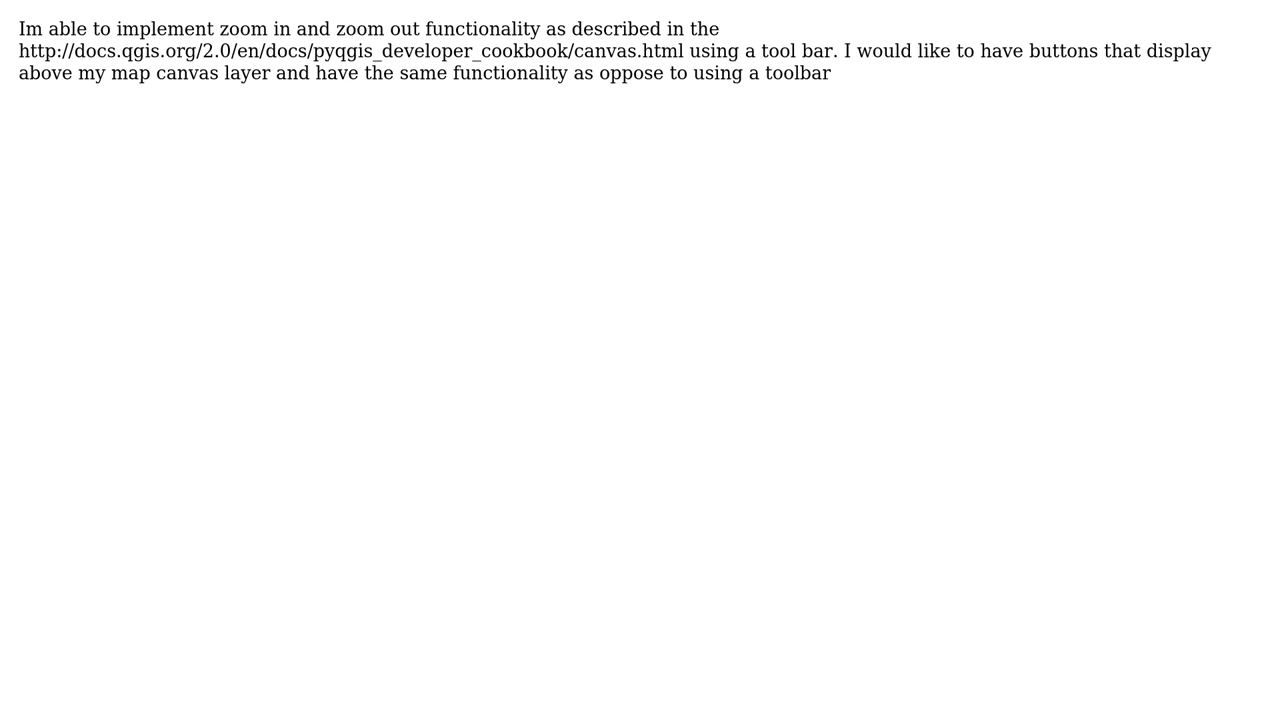 Im able to implement zoom in and zoom out functionality as described in the
http://docs.qgis.org/2.0/en/docs/pyqgis_developer_cookbook/canvas.html using a tool bar. I would like to have buttons that display
above my map canvas layer and have the same functionality as oppose to using a toolbar